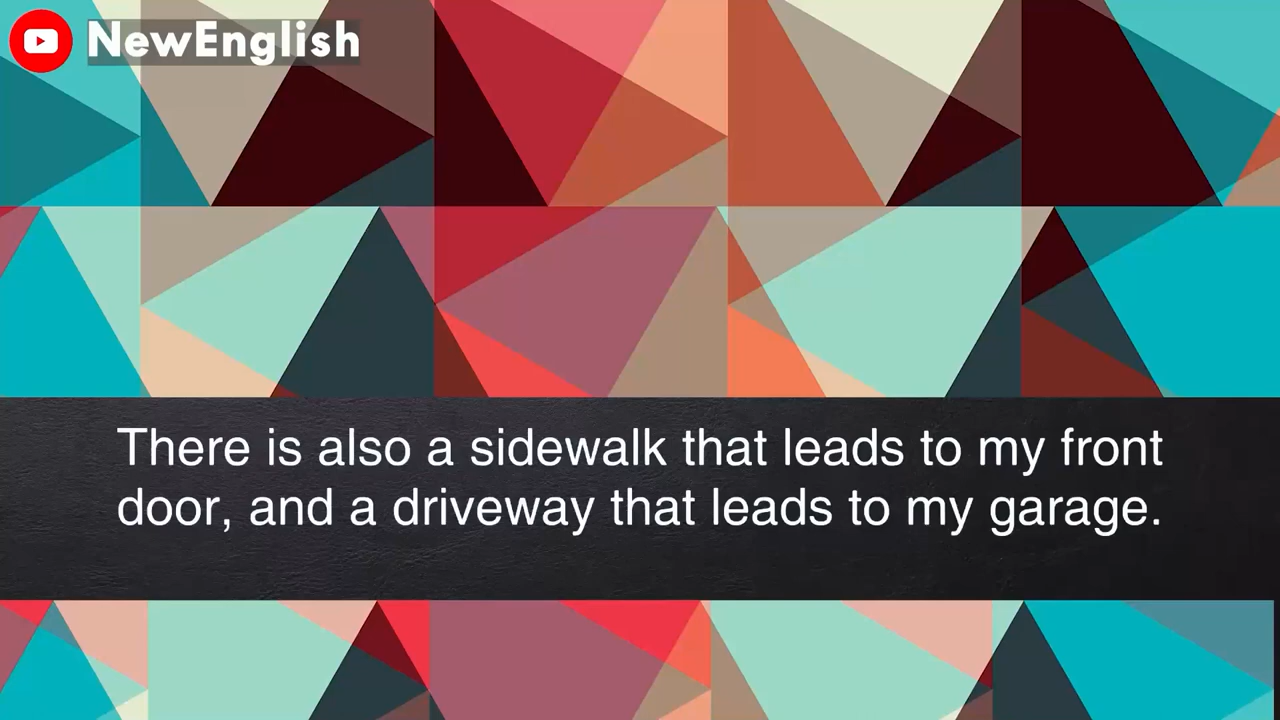 NewEnglish
There is also a sidewalk that leads to my front
door, and a driveway that leads to my garage.